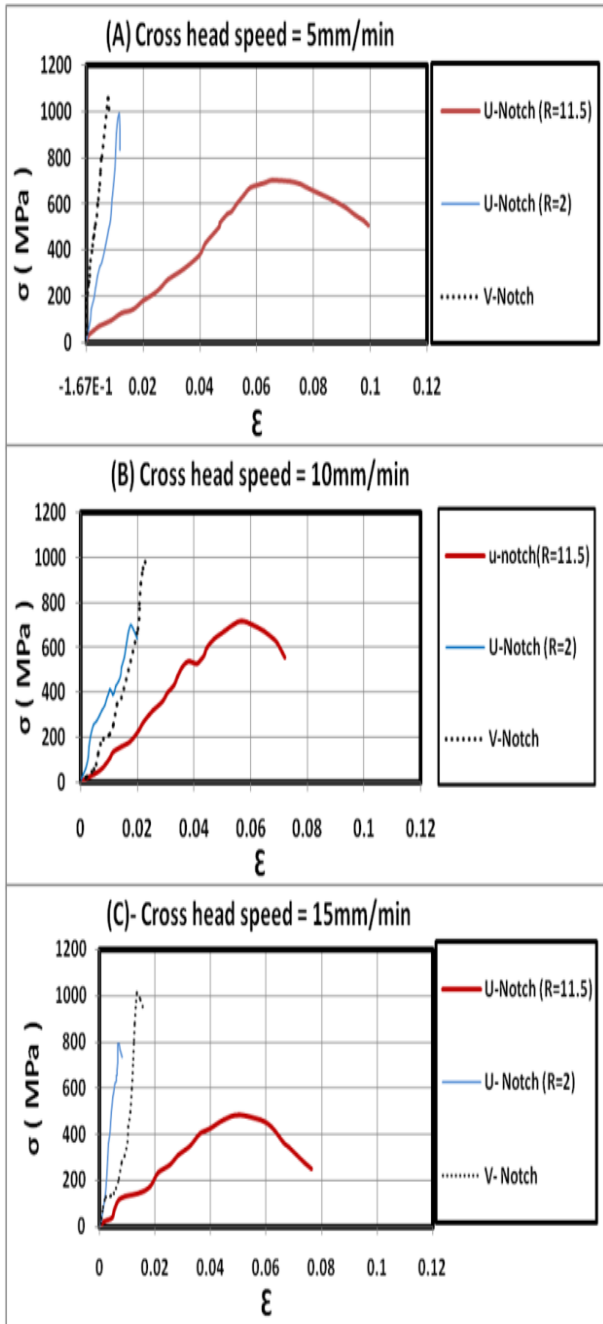 (A) Cross head speed = 5mm/min
1200
1000
800
600
400
200
0
σ ( MPa )
-1.67E-1 0.02 0.04 0.06 0.08 0.1 0.12
ε
U-Notch (R=11.5)
U-Notch (R=2)
V-Notch
(B) Cross head speed = 10mm/min
1200
1000
800
600
400
200
0
σ ( MPa )
0 0.02 0.04 0.06 0.08 0.1 0.12
ε
u-notch(R=11.5)
U-Notch (R=2)
V-Notch
(C)- Cross head speed = 15mm/min
1200
1000
800
600
400
200
0
σ ( MPa )
0 0.02 0.04 0.06 0.08 0.1 0.12
ε
U-Notch (R=11.5)
U- Notch (R=2)
V- Notch